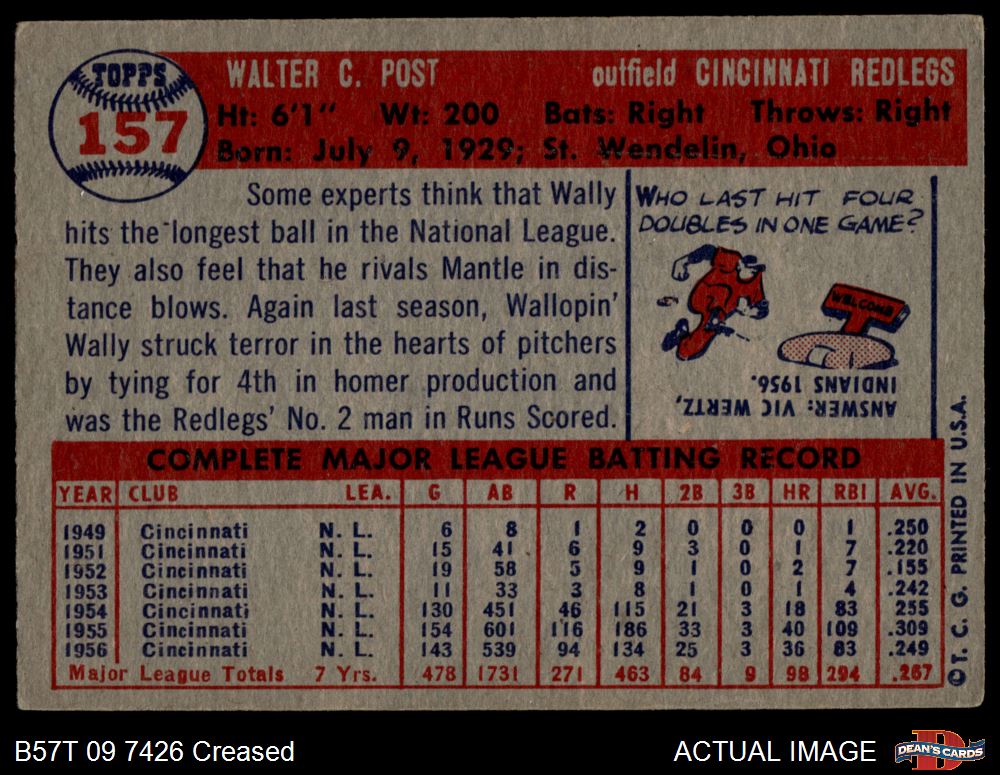 TOPPS
157
WALTER C. POST outfield CINCINNATI REDLEGS
Ht: 6'1" Wt: 200 Bats: Right Throws: Right
Born: July 9, 1929; St. Wendelin, Ohio
Some experts think that Wally
hits the longest ball in the National League.
They also feel that he rivals Mantle in dis-
tance blows. Again last season, Wallopin'
Wally struck terror in the hearts of pitchers
by tying for 4th in homer production and
was the Redlegs' No. 2 man in Runs Scored.
WHO LAST HIT FOUR
DOUBLES IN ONE GAME?
2
WELCOME
ANSWER: VIC WERTZ,
INDIANS 1956.
COMPLETE MAJOR LEAGUE BATTING RECORD
YEAR CLUB LEA. G AB R H 2B 3B HR RBI AVG.
1949 Cincinnati N. L. 6 8 1 2 0 0 0 1 .250
1951 Cincinnati N. L. 15 41 6 9 3 0 1 7 .220
1952 Cincinnati N. L. 19 58 5 9 1 0 2 7 .155
1953 Cincinnati N. L. 11 33 3 8 1 0 1 4 .242
1954 Cincinnati N. L. 130 451 46 115 21 3 18 83 .255
1955 Cincinnati N. L. 154 601 116 186 33 3 40 109 .309
1956 Cincinnati N. L. 143 539 94 134 25 3 36 83 .249
Major League Totals 7 Yrs. 478 1731 271 463 84 9 98 294 .267
©T. C. G. PRINTED IN U.S.A.
B57T 09 7426 Creased
ACTUAL IMAGE
DEAN'S CARDS